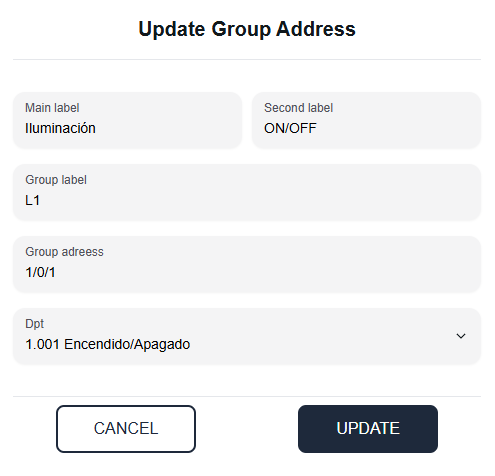 Update Group Address
Main label
Second label
Iluminación
ON/OFF
Group label
L1
Group adreess
1/0/1
Dpt
1.001 Encendido/Apagado
CANCEL
UPDATE